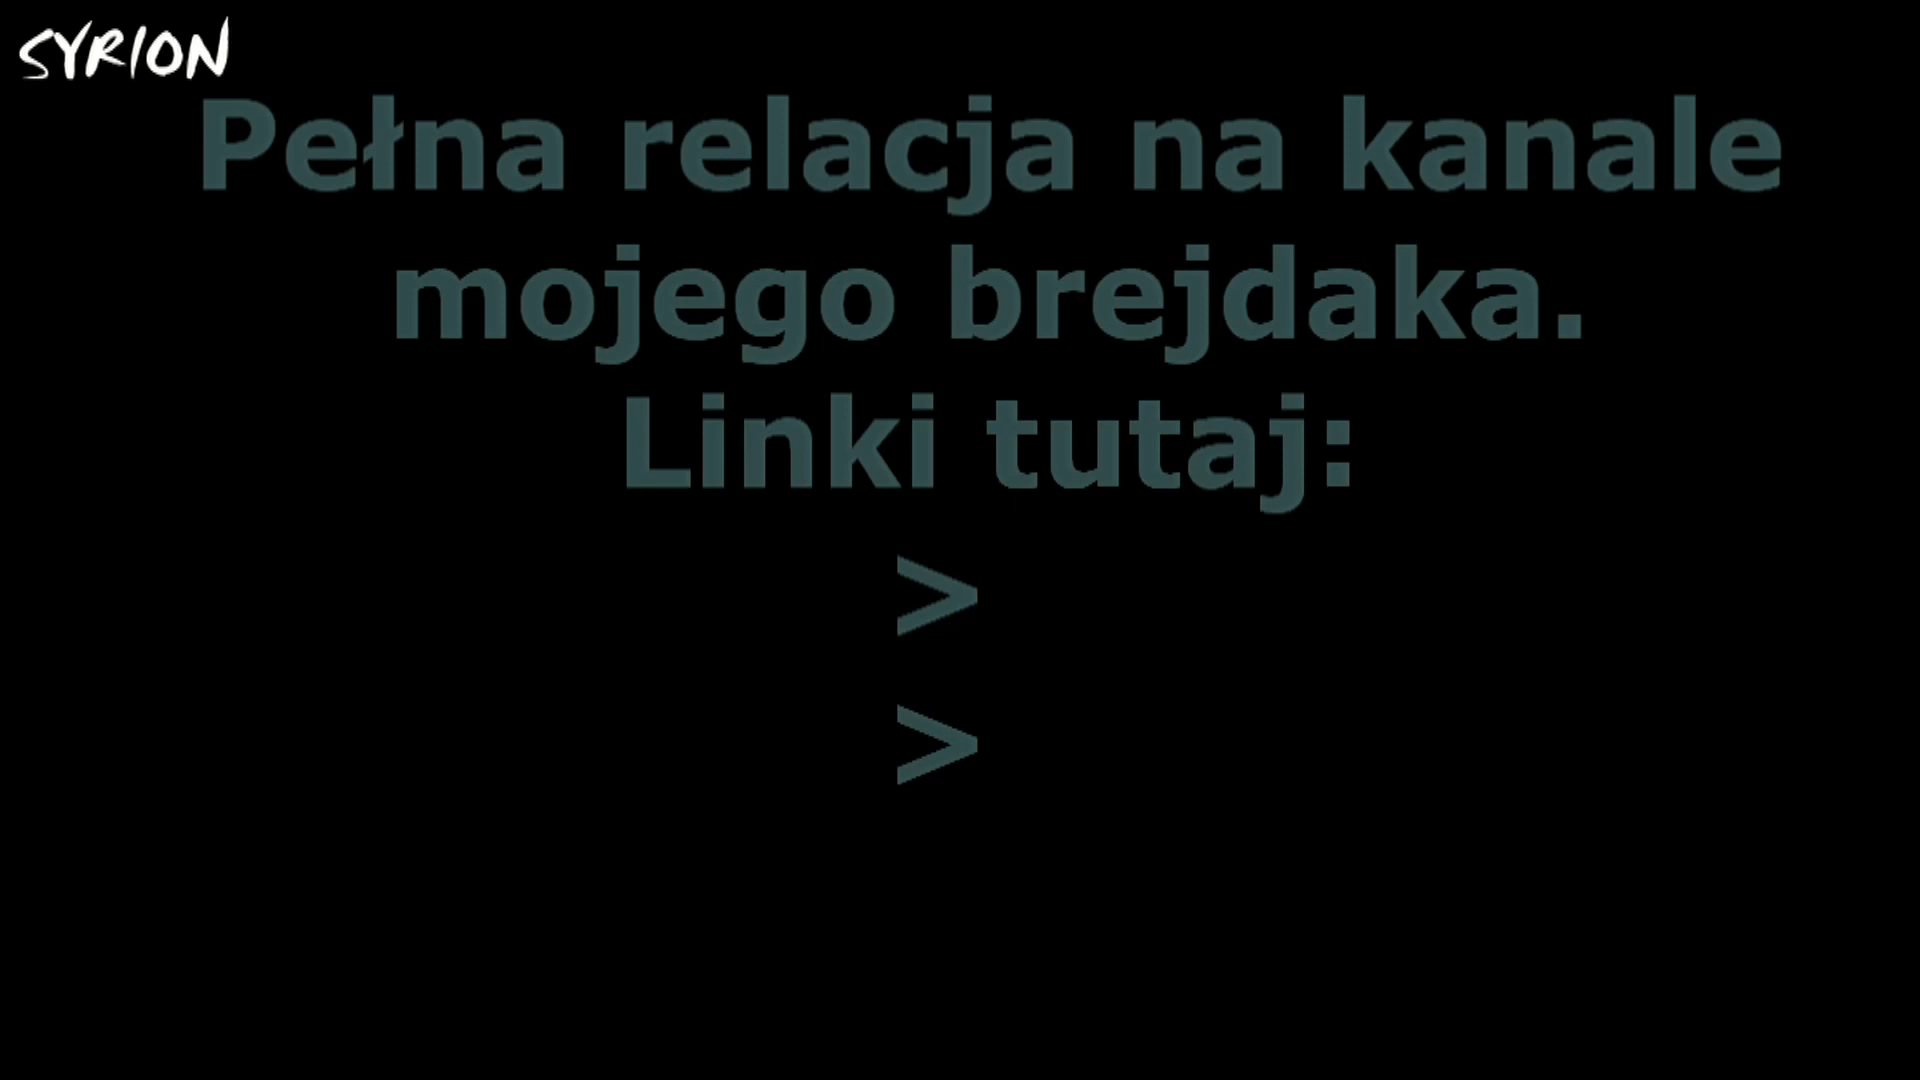 SYRION
Pełna relacja na kanale
mojego brejdaka.
Linki tutaj:
>
>